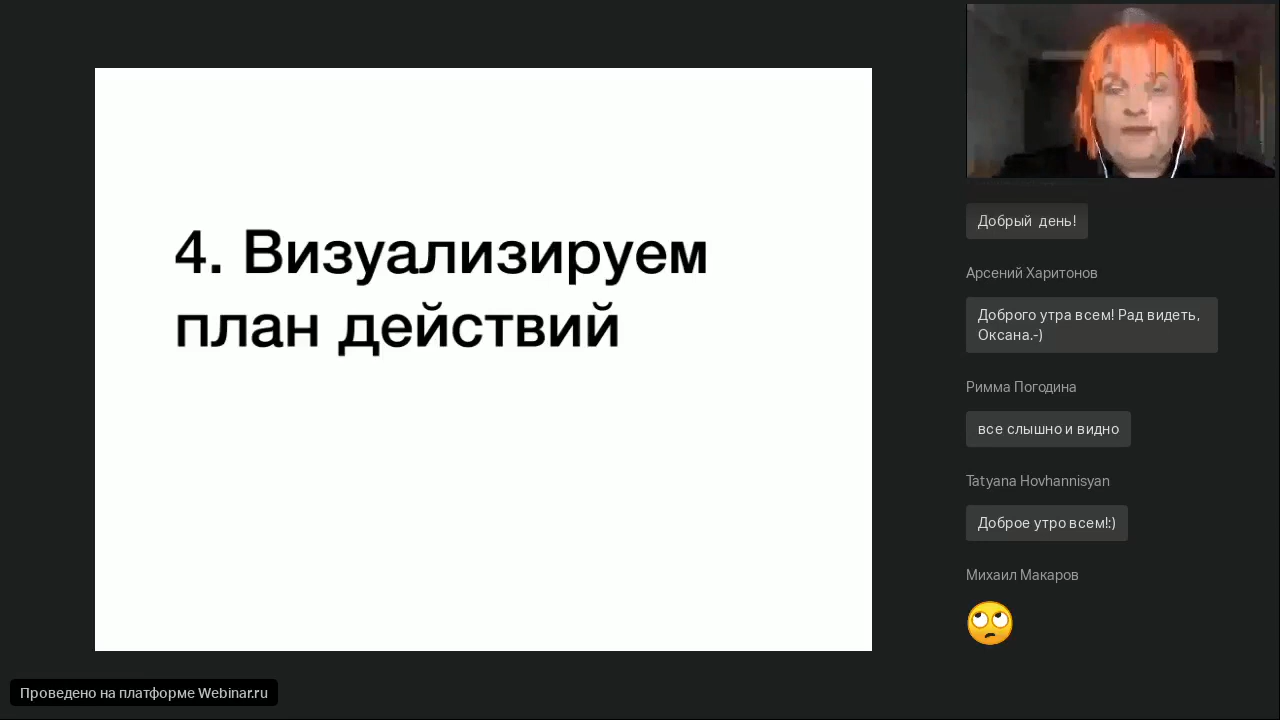 4. Визуализируем
план действий
Добрый день!
Арсений Харитонов
Доброго утра всем! Рад видеть,
Оксана.-)
Римма Погодина
все слышно и видно
Tatyana Hovhannisyan
Доброе утро всем!:)
Михаил Макаров
Проведено на платформе Webinar.ru